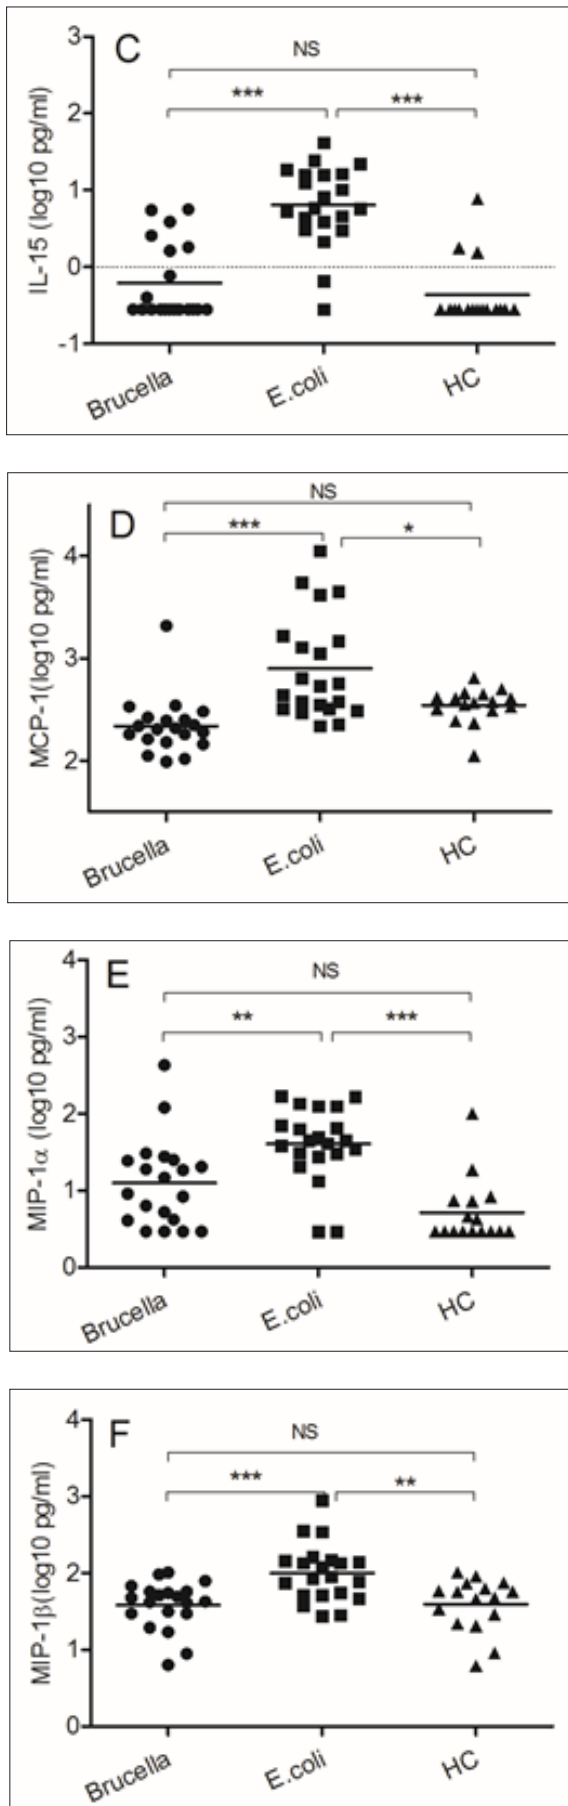 C
NS
***
***
3
2
1
0
-1
IL-15 (log10 pg/ml)
Brucella
E.coli
HC
D
NS
***
*
4
3
2
MCP-1(log10 pg/ml)
Brucella
E.coli
HC
E
NS
**
***
4
3
2
1
0
MIP-1α (log10 pg/ml)
Brucella
E.coli
HC
F
NS
***
**
4
3
2
1
0
MIP-1β(log10 pg/ml)
Brucella
E.coli
HC